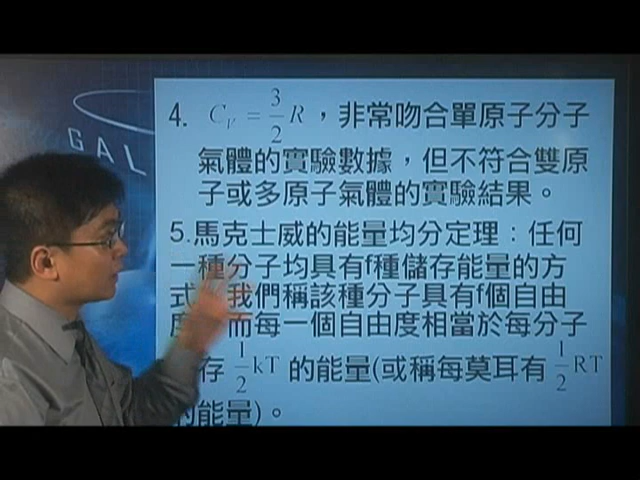 GAL
4. C_V = 3/2 R，非常吻合單原子分子
氣體的實驗數據，但不符合雙原
子或多原子氣體的實驗結果。
5.馬克士威的能量均分定理：任何
一種分子均具有f種儲存能量的方
式 我們稱該種分子具有f個自由
度 而每一個自由度相當於每分子
存 1/2 kT 的能量(或稱每莫耳有 1/2 RT
的能量)。